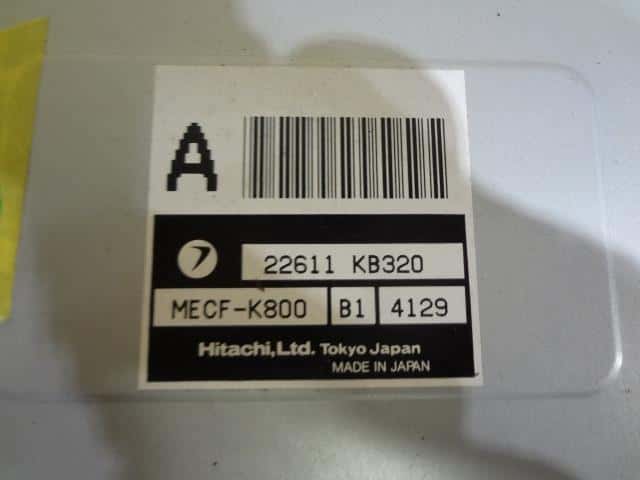 A
22611 KB320
MECF-K800 B1 4129
Hitachi,Ltd. Tokyo Japan
MADE IN JAPAN